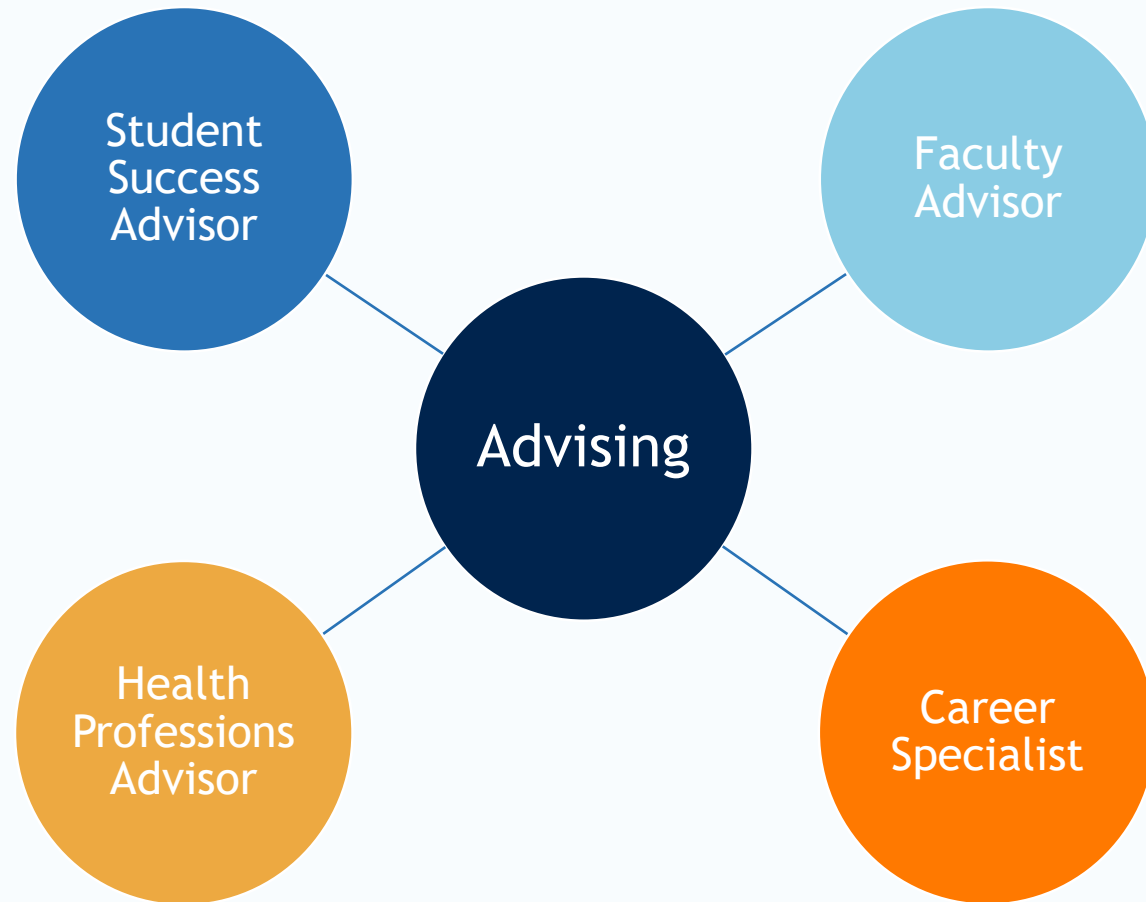 Student
Success
Advisor
Faculty
Advisor
Advising
Health
Professions
Advisor
Career
Specialist